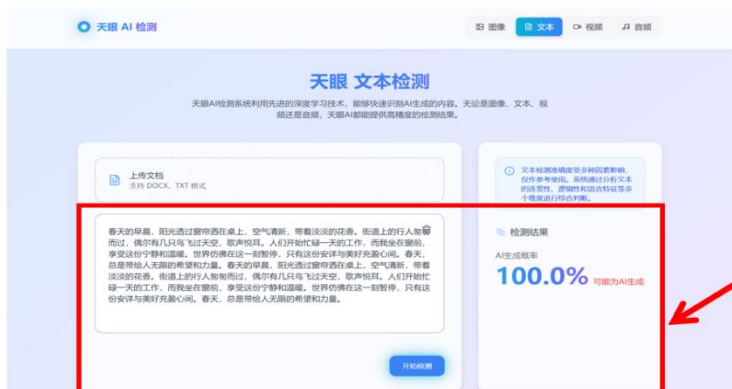 天眼 AI 检测
图像
文本
视频
音频
天眼 文本检测
天眼AI检测系统利用先进的深度学习技术，能够快速识别AI生成的内容。无论是图像、文本、视
频还是音频，天眼AI都能提供高精度的检测结果。
上传文档
支持 DOCX, TXT 格式
文本检测准确度受多种因素影响，
仅作参考使用。系统通过分析文本
的连贯性、逻辑性和语言特征等多
个维度进行综合判断。
春天的早晨，阳光透过窗帘洒在桌上，空气清新，带着淡淡的花香。街道上的行人匆匆
而过，偶尔有几只鸟飞过天空，歌声悦耳。人们开始忙碌一天的工作，而我坐在窗前，
享受这份宁静和温暖。世界仿佛在这一刻暂停，只有这份安详与美好充盈心间。春天，
总是带给人无限的希望和力量。春天的早晨，阳光透过窗帘洒在桌上，空气清新，带着
淡淡的花香。街道上的行人匆匆而过，偶尔有几只鸟飞过天空，歌声悦耳。人们开始忙
碌一天的工作，而我坐在窗前，享受这份宁静和温暖。世界仿佛在这一刻暂停，只有这
份安详与美好充盈心间。春天，总是带给人无限的希望和力量。
开始检测
检测结果
AI生成概率
100.0% 可能为AI生成